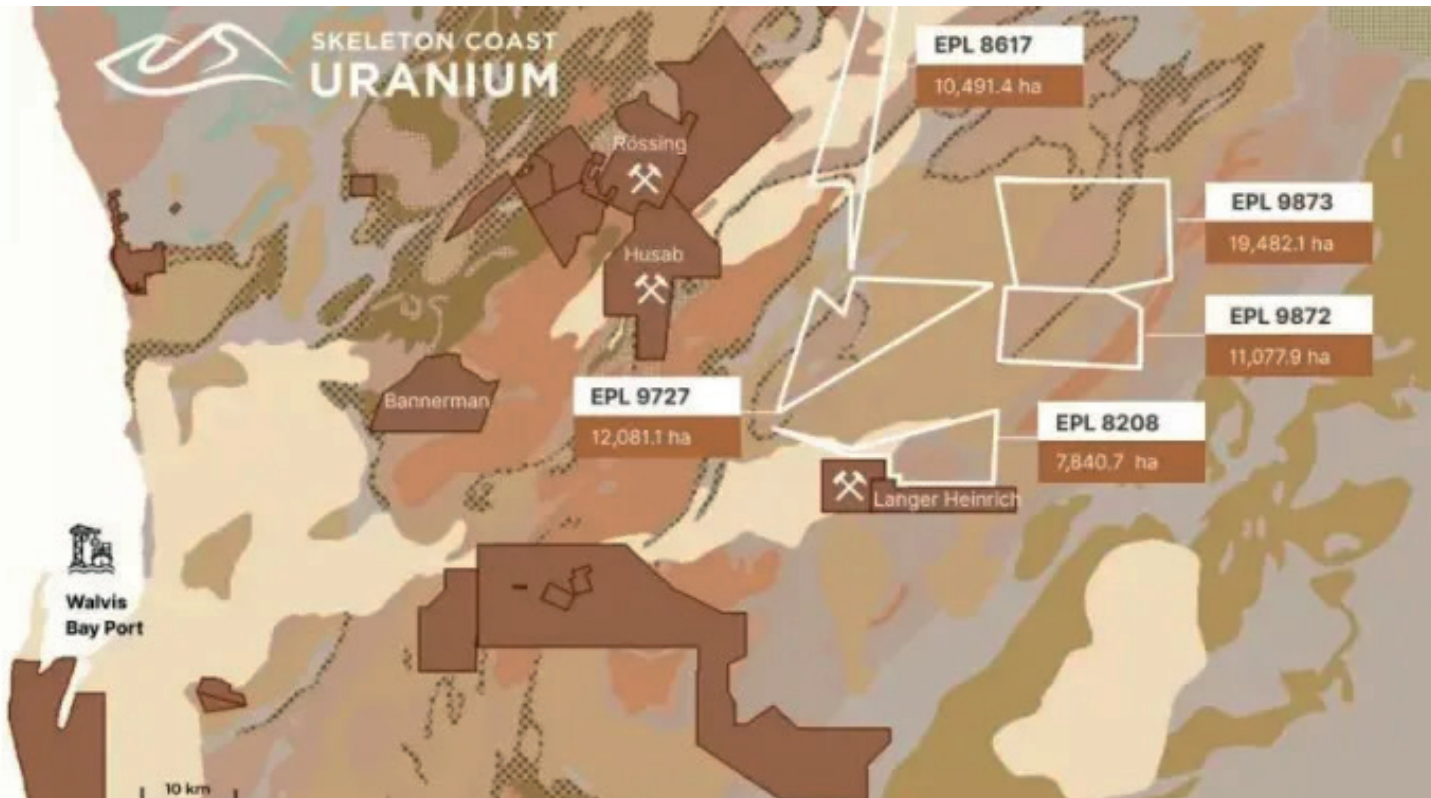 SKELETON COAST
URANIUM
EPL 8617
10,491.4 ha
Rössing
EPL 9873
19,482.1 ha
Husab
EPL 9872
11,077.9 ha
Bannerman
EPL 9727
12,081.1 ha
EPL 8208
7,840.7 ha
Langer Heinrich
Walvis
Bay Port
10 km